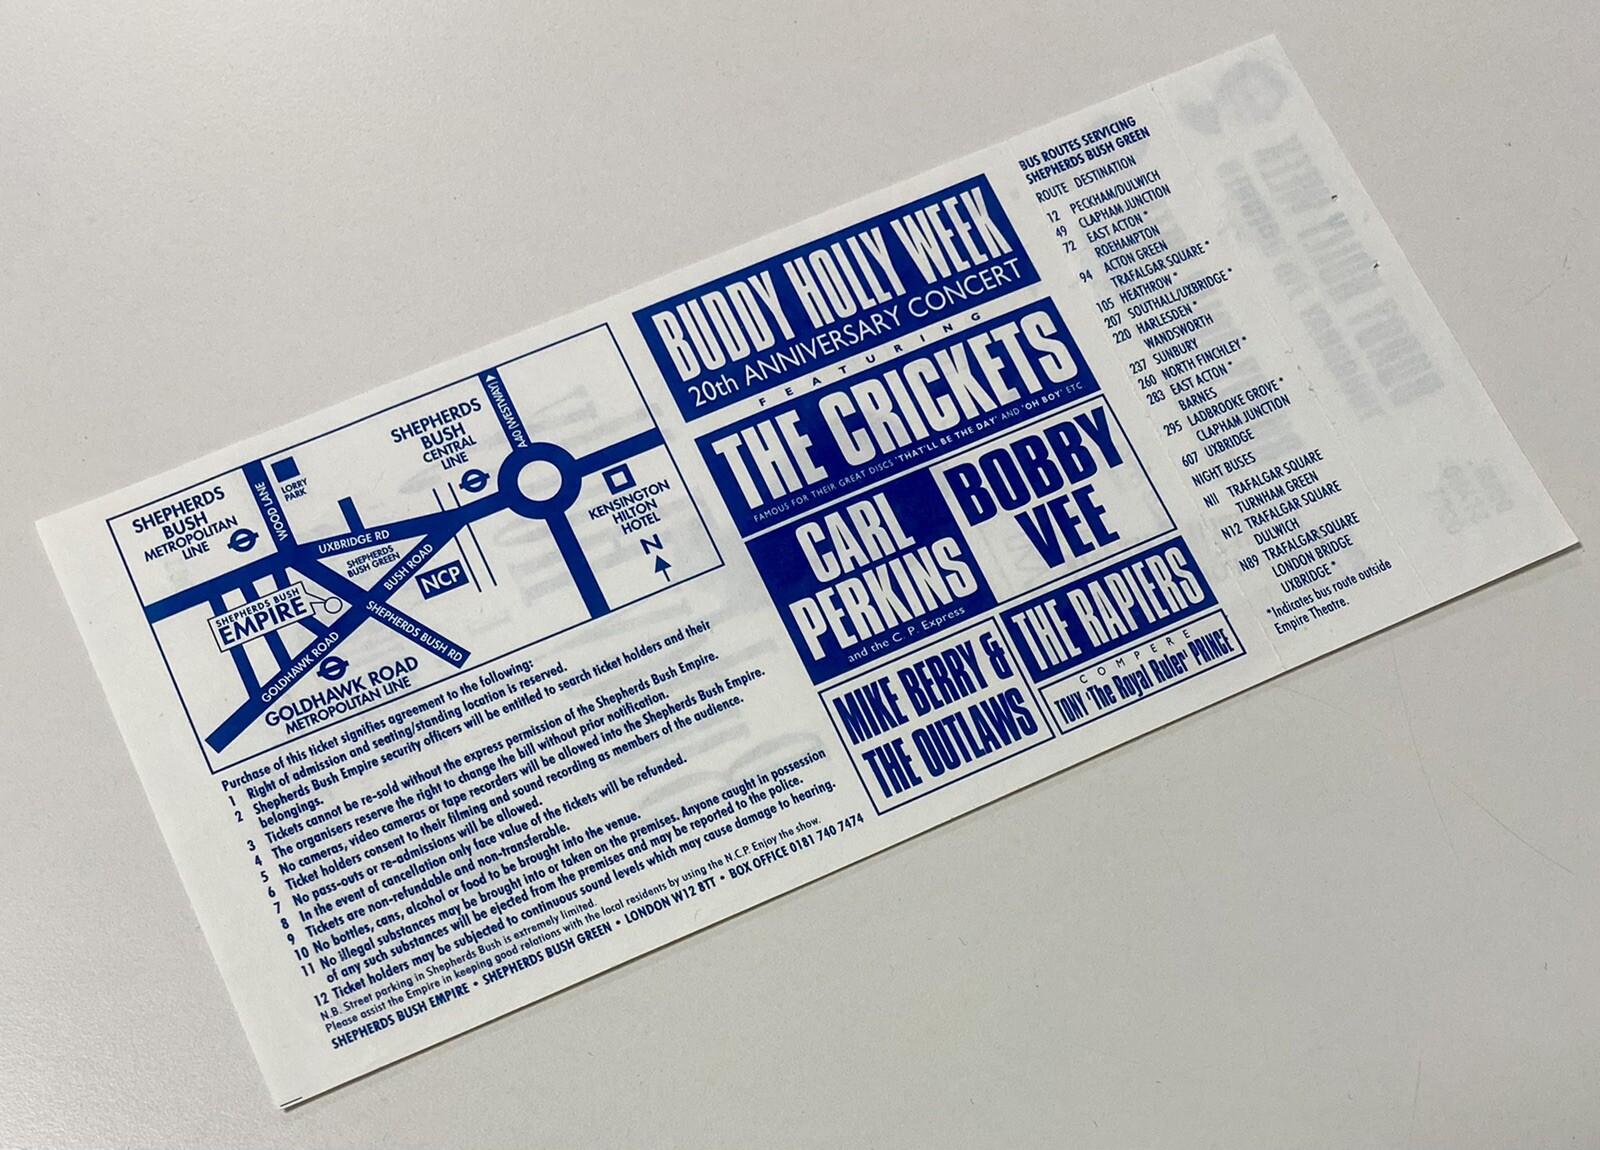 SHEPHERDS
BUSH
METROPOLITAN
LINE
WOOD LANE
LORRY
PARK
SHEPHERDS
BUSH
CENTRAL
LINE
A40 (WESTWAY)
UXBRIDGE RD
SHEPHERDS
BUSH GREEN
BUSH ROAD
NCP
KENSINGTON
HILTON
HOTEL
N
SHEPHERDS BUSH
EMPIRE
SHEPHERDS BUSH RD
GOLDHAWK ROAD
GOLDHAWK ROAD
METROPOLITAN LINE
Purchase of this ticket signifies agreement to the following:
1 Right of admission and seating/standing location is reserved.
2 Shepherds Bush Empire security officers will be entitled to search ticket holders and their
belongings.
3 Tickets cannot be re-sold without the express permission of the Shepherds Bush Empire.
4 The organisers reserve the right to change the bill without prior notification.
5 No cameras, video cameras or tape recorders will be allowed into the Shepherds Bush Empire.
6 Ticket holders consent to their filming and sound recording as members of the audience.
7 No pass-outs or re-admissions will be allowed.
8 In the event of cancellation only face value of the tickets will be refunded.
9 Tickets are non-refundable and non-transferable.
10 No bottles, cans, alcohol or food to be brought into the venue.
11 No illegal substances may be brought into or taken on the premises. Anyone caught in possession
of any such substances will be ejected from the premises and may be reported to the police.
12 Ticket holders may be subjected to continuous sound levels which may cause damage to hearing.
N.B. Street parking in Shepherds Bush is extremely limited.
Please assist the Empire in keeping good relations with the local residents by using the N.C.P. Enjoy the show.
SHEPHERDS BUSH EMPIRE • SHEPHERDS BUSH GREEN • LONDON W12 8TT • BOX OFFICE 0181 740 7474
BUDDY HOLLY WEEK
20th ANNIVERSARY CONCERT
FEATURING
THE CRICKETS
FAMOUS FOR THEIR GREAT DISCS 'THAT'LL BE THE DAY' AND 'OH BOY' ETC
CARL
PERKINS
and the C. P. Express
BOBBY
VEE
MIKE BERRY &
THE OUTLAWS
THE RAPIERS
COMPERE
TONY 'The Royal Ruler' PRINCE
BUS ROUTES SERVICING
SHEPHERDS BUSH GREEN
ROUTE DESTINATION
12 PECKHAM/DULWICH
49 CLAPHAM JUNCTION
72 EAST ACTON*
ROEHAMPTON
94 ACTON GREEN
TRAFALGAR SQUARE*
105 HEATHROW*
207 SOUTHALL/UXBRIDGE*
220 HARLESDEN*
WANDSWORTH
237 SUNBURY
260 NORTH FINCHLEY*
283 EAST ACTON*
BARNES
295 LADBROOKE GROVE*
CLAPHAM JUNCTION
607 UXBRIDGE
NIGHT BUSES
N11 TRAFALGAR SQUARE
TURNHAM GREEN
N12 TRAFALGAR SQUARE
DULWICH
N89 TRAFALGAR SQUARE
LONDON BRIDGE
UXBRIDGE*
*Indicates bus route outside
Empire Theatre.